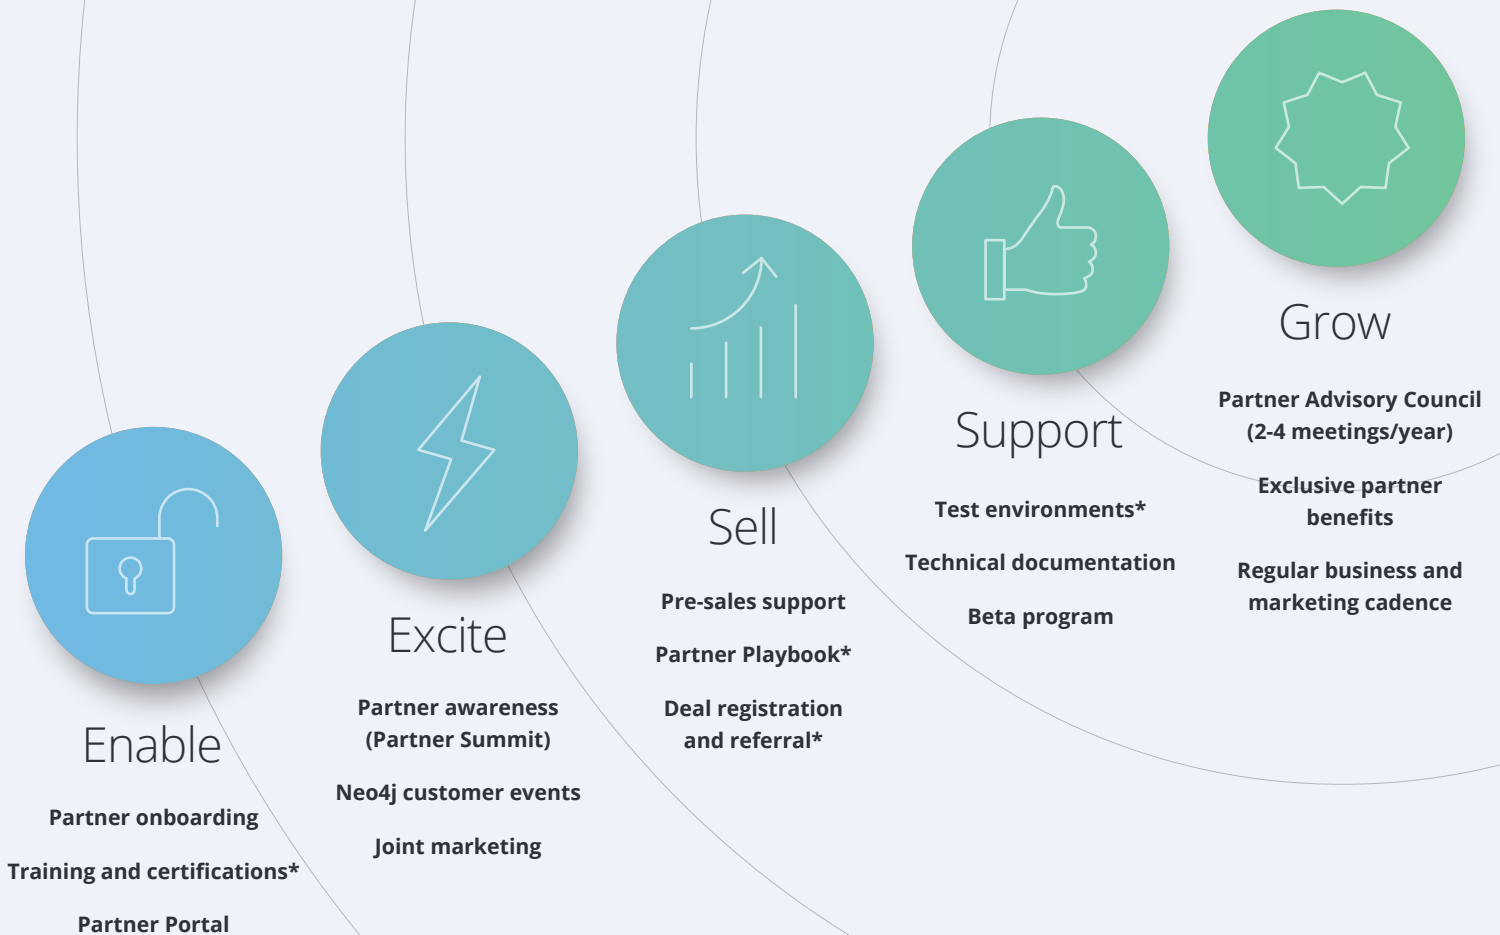 Enable
Partner onboarding
Training and certifications*
Partner Portal
Excite
Partner awareness
(Partner Summit)
Neo4j customer events
Joint marketing
Sell
Pre-sales support
Partner Playbook*
Deal registration
and referral*
Support
Test environments*
Technical documentation
Beta program
Grow
Partner Advisory Council
(2-4 meetings/year)
Exclusive partner
benefits
Regular business and
marketing cadence